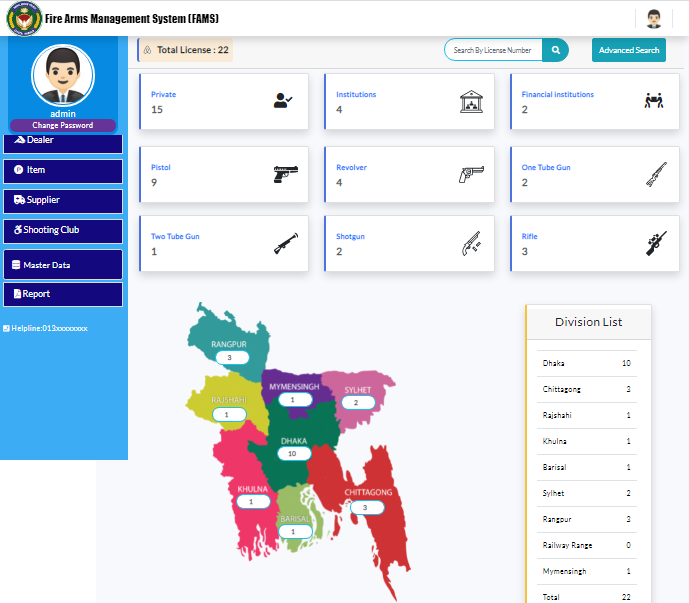 Fire Arms Management System (FAMS)
Total License : 22
Search By License Number
Advanced Search
admin
Change Password
Dealer
Item
Supplier
Shooting Club
Master Data
Report
Helpline:013xxxxxxxx
Private
15
Institutions
4
Financial institutions
2
Pistol
9
Revolver
4
One Tube Gun
2
Two Tube Gun
1
Shotgun
2
Rifle
3
RANGPUR
3
MYMENSINGH
1
SYLHET
2
RAJSHAHI
1
DHAKA
10
KHULNA
1
CHITTAGONG
3
BARISAL
1
Division List
Dhaka 10
Chittagong 3
Rajshahi 1
Khulna 1
Barisal 1
Sylhet 2
Rangpur 3
Railway Range 0
Mymensingh 1
Total 22